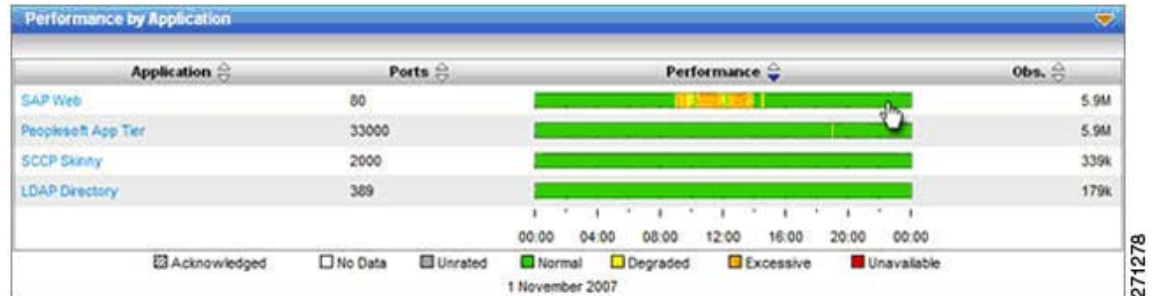 Performance by Application
Application Ports Performance Obs.
SAP Web 80 5.9M
Peoplesoft App Tier 33000 5.9M
SCCP Skinny 2000 339k
LDAP Directory 389 179k
00:00 04:00 08:00 12:00 16:00 20:00 00:00
Acknowledged No Data Unrated Normal Degraded Excessive Unavailable
1 November 2007
271278